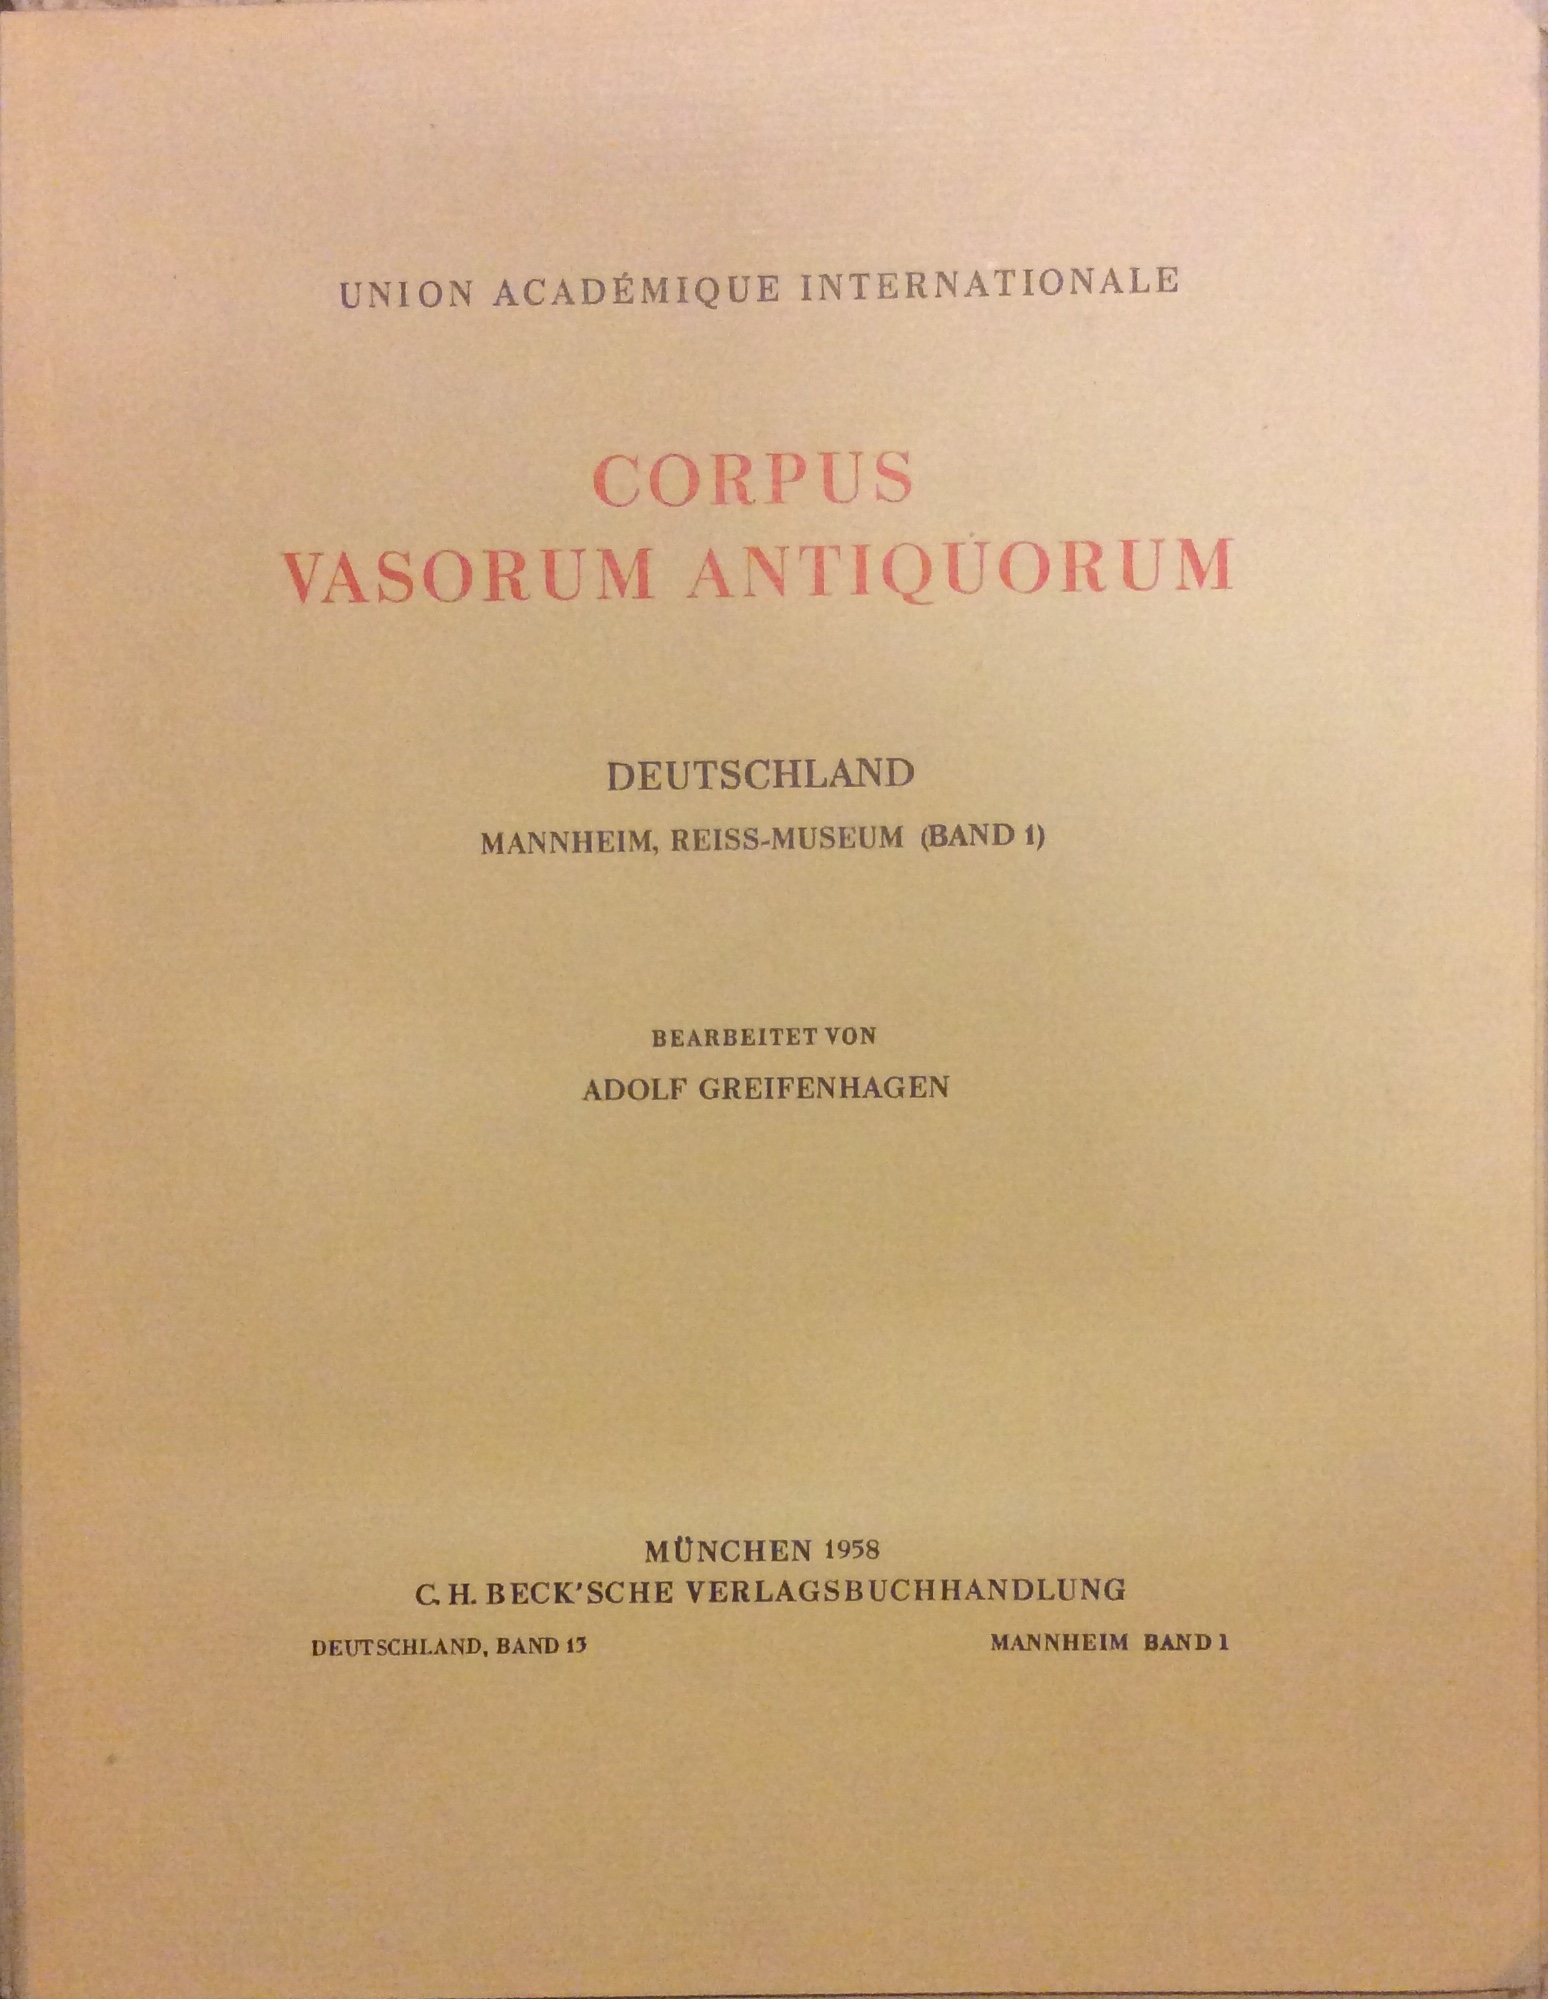 UNION ACADÉMIQUE INTERNATIONALE
CORPUS
VASORUM ANTIQUORUM
DEUTSCHLAND
MANNHEIM, REISS-MUSEUM (BAND 1)
BEARBEITET VON
ADOLF GREIFENHAGEN
MÜNCHEN 1958
C. H. BECK'SCHE VERLAGSBUCHHANDLUNG
DEUTSCHLAND, BAND 13
MANNHEIM BAND 1